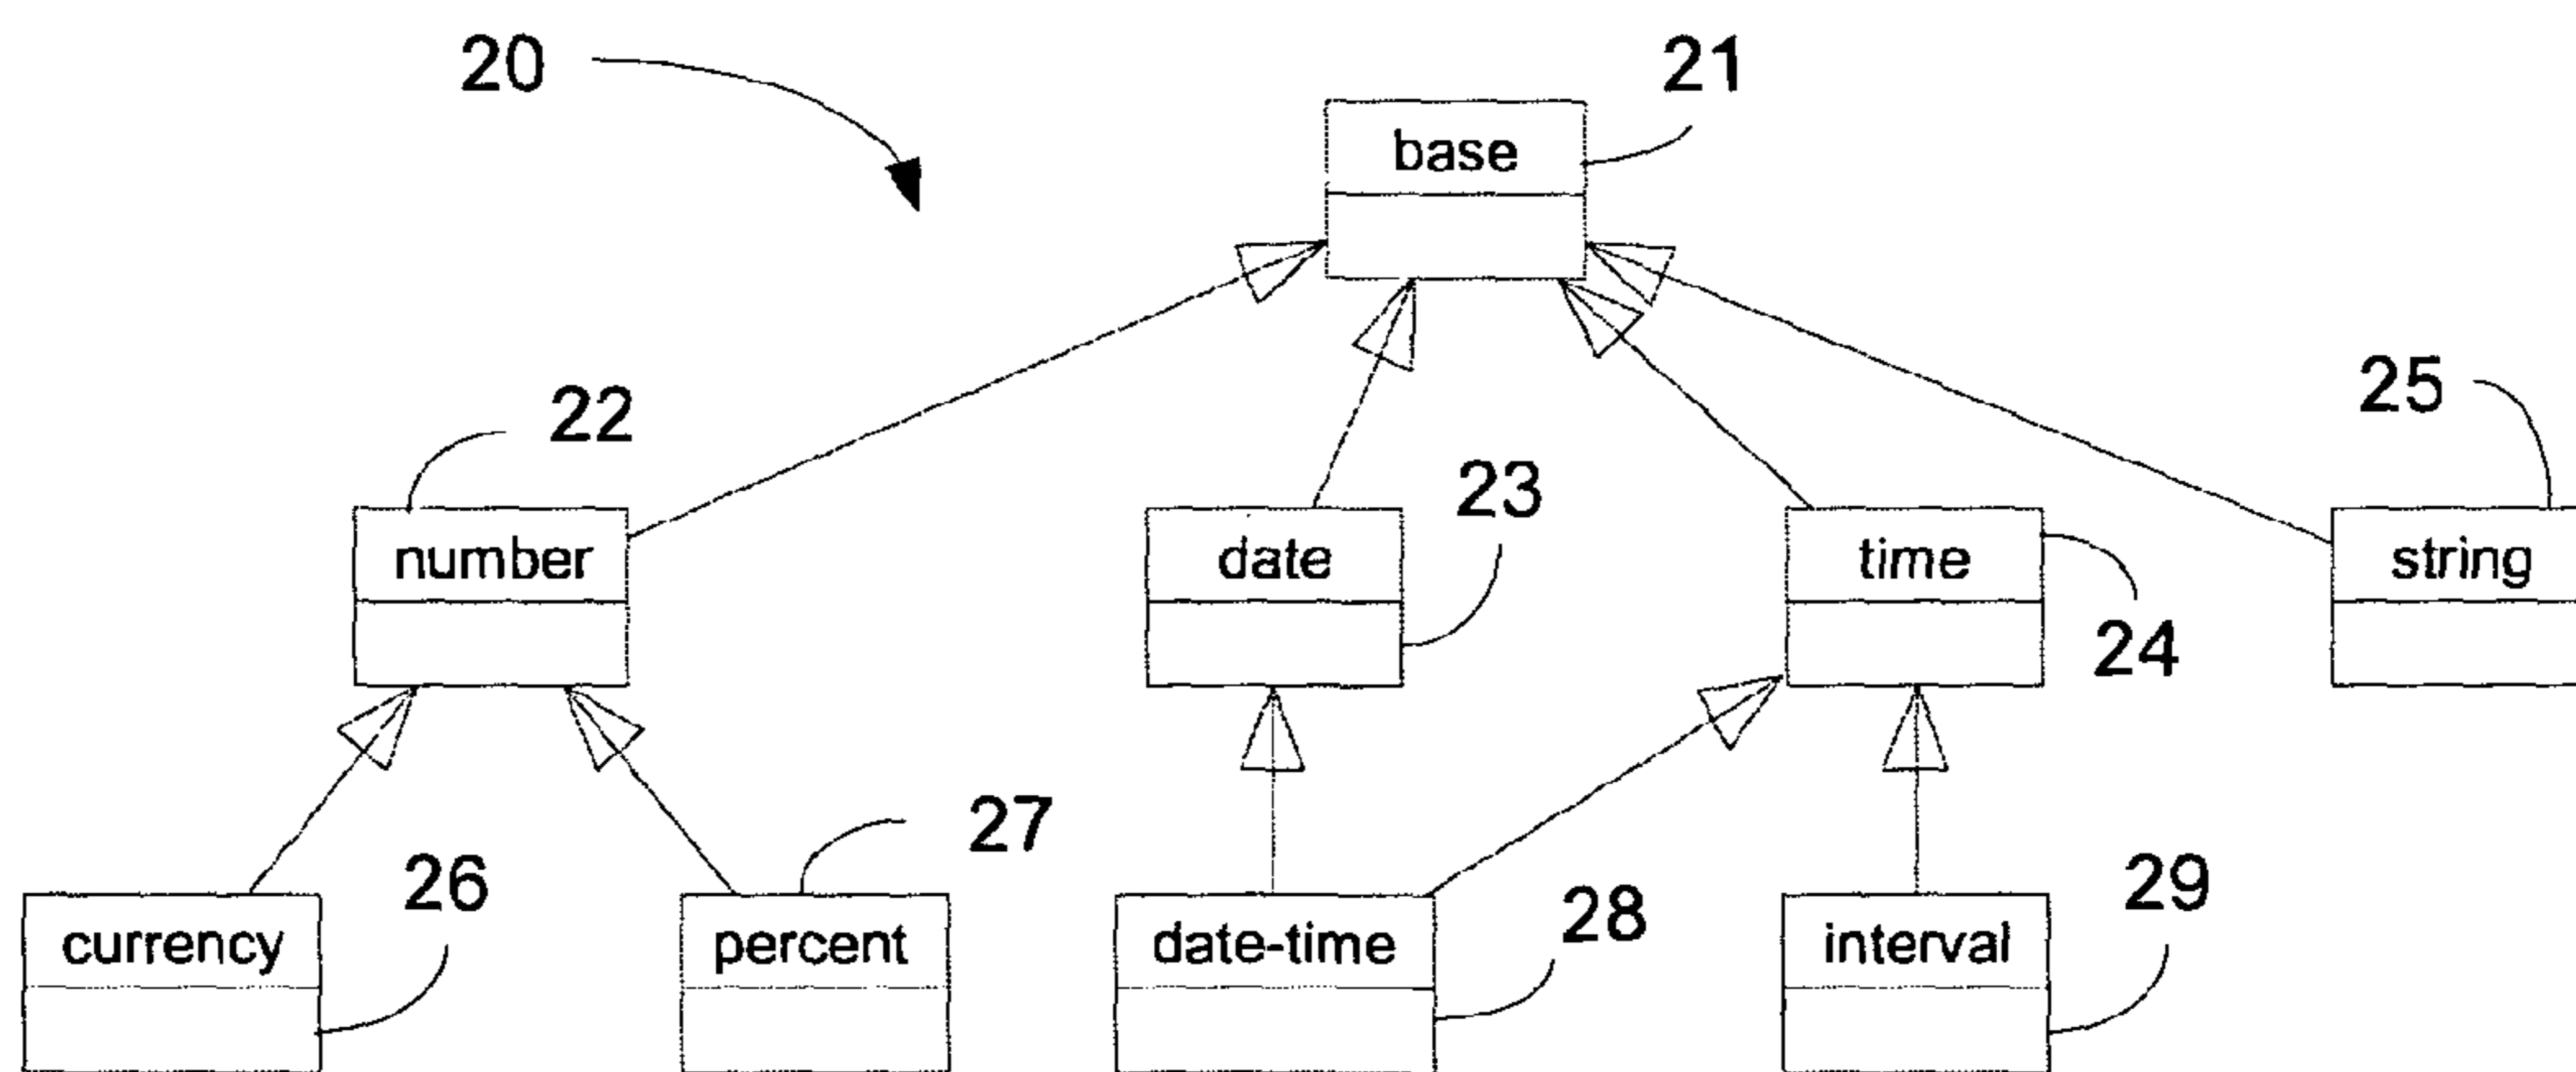 20
21
base
22
23
25
number
date
time
string
24
26
27
28
29
currency
percent
date-time
interval